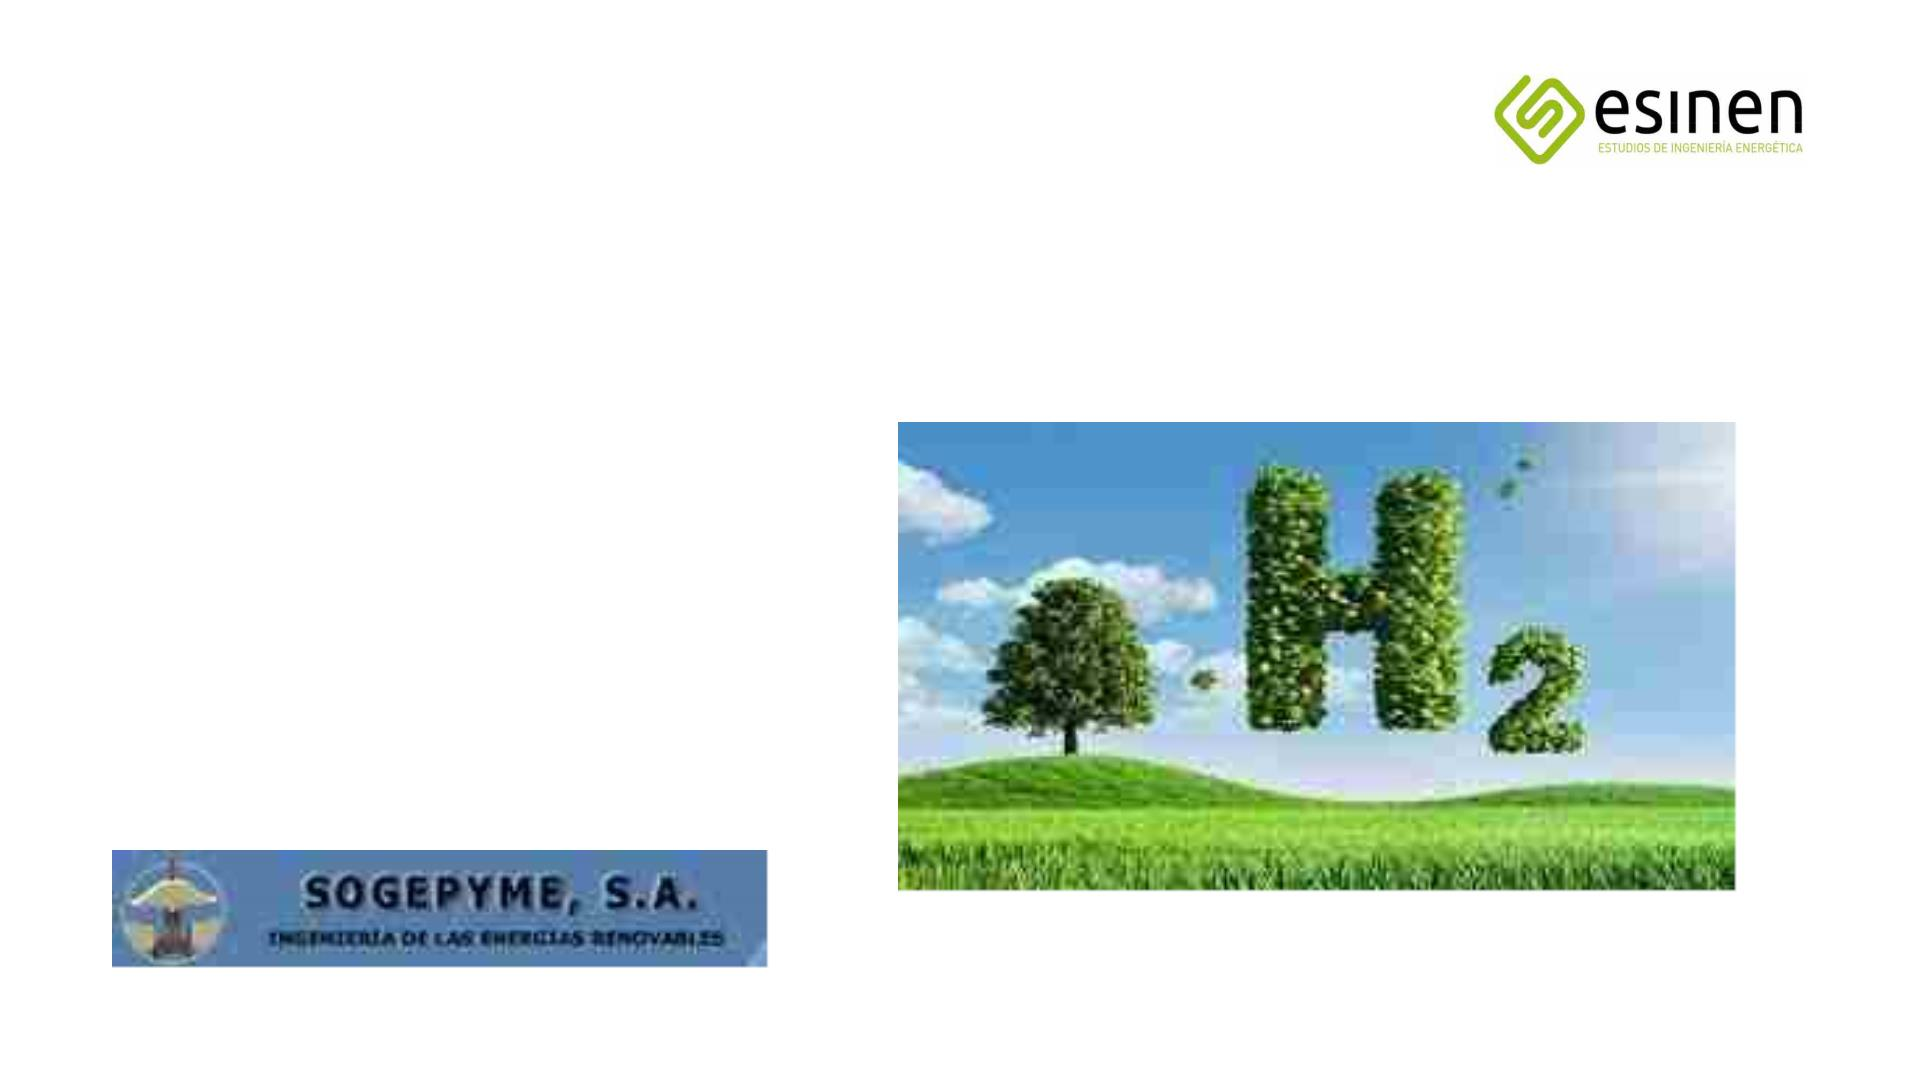 esinen
ESTUDIOS DE INGENIERÍA ENERGÉTICA
H2
SOGEPYME, S.A.
INGENIERÍA DE LAS ENERGIAS RENOVABLES